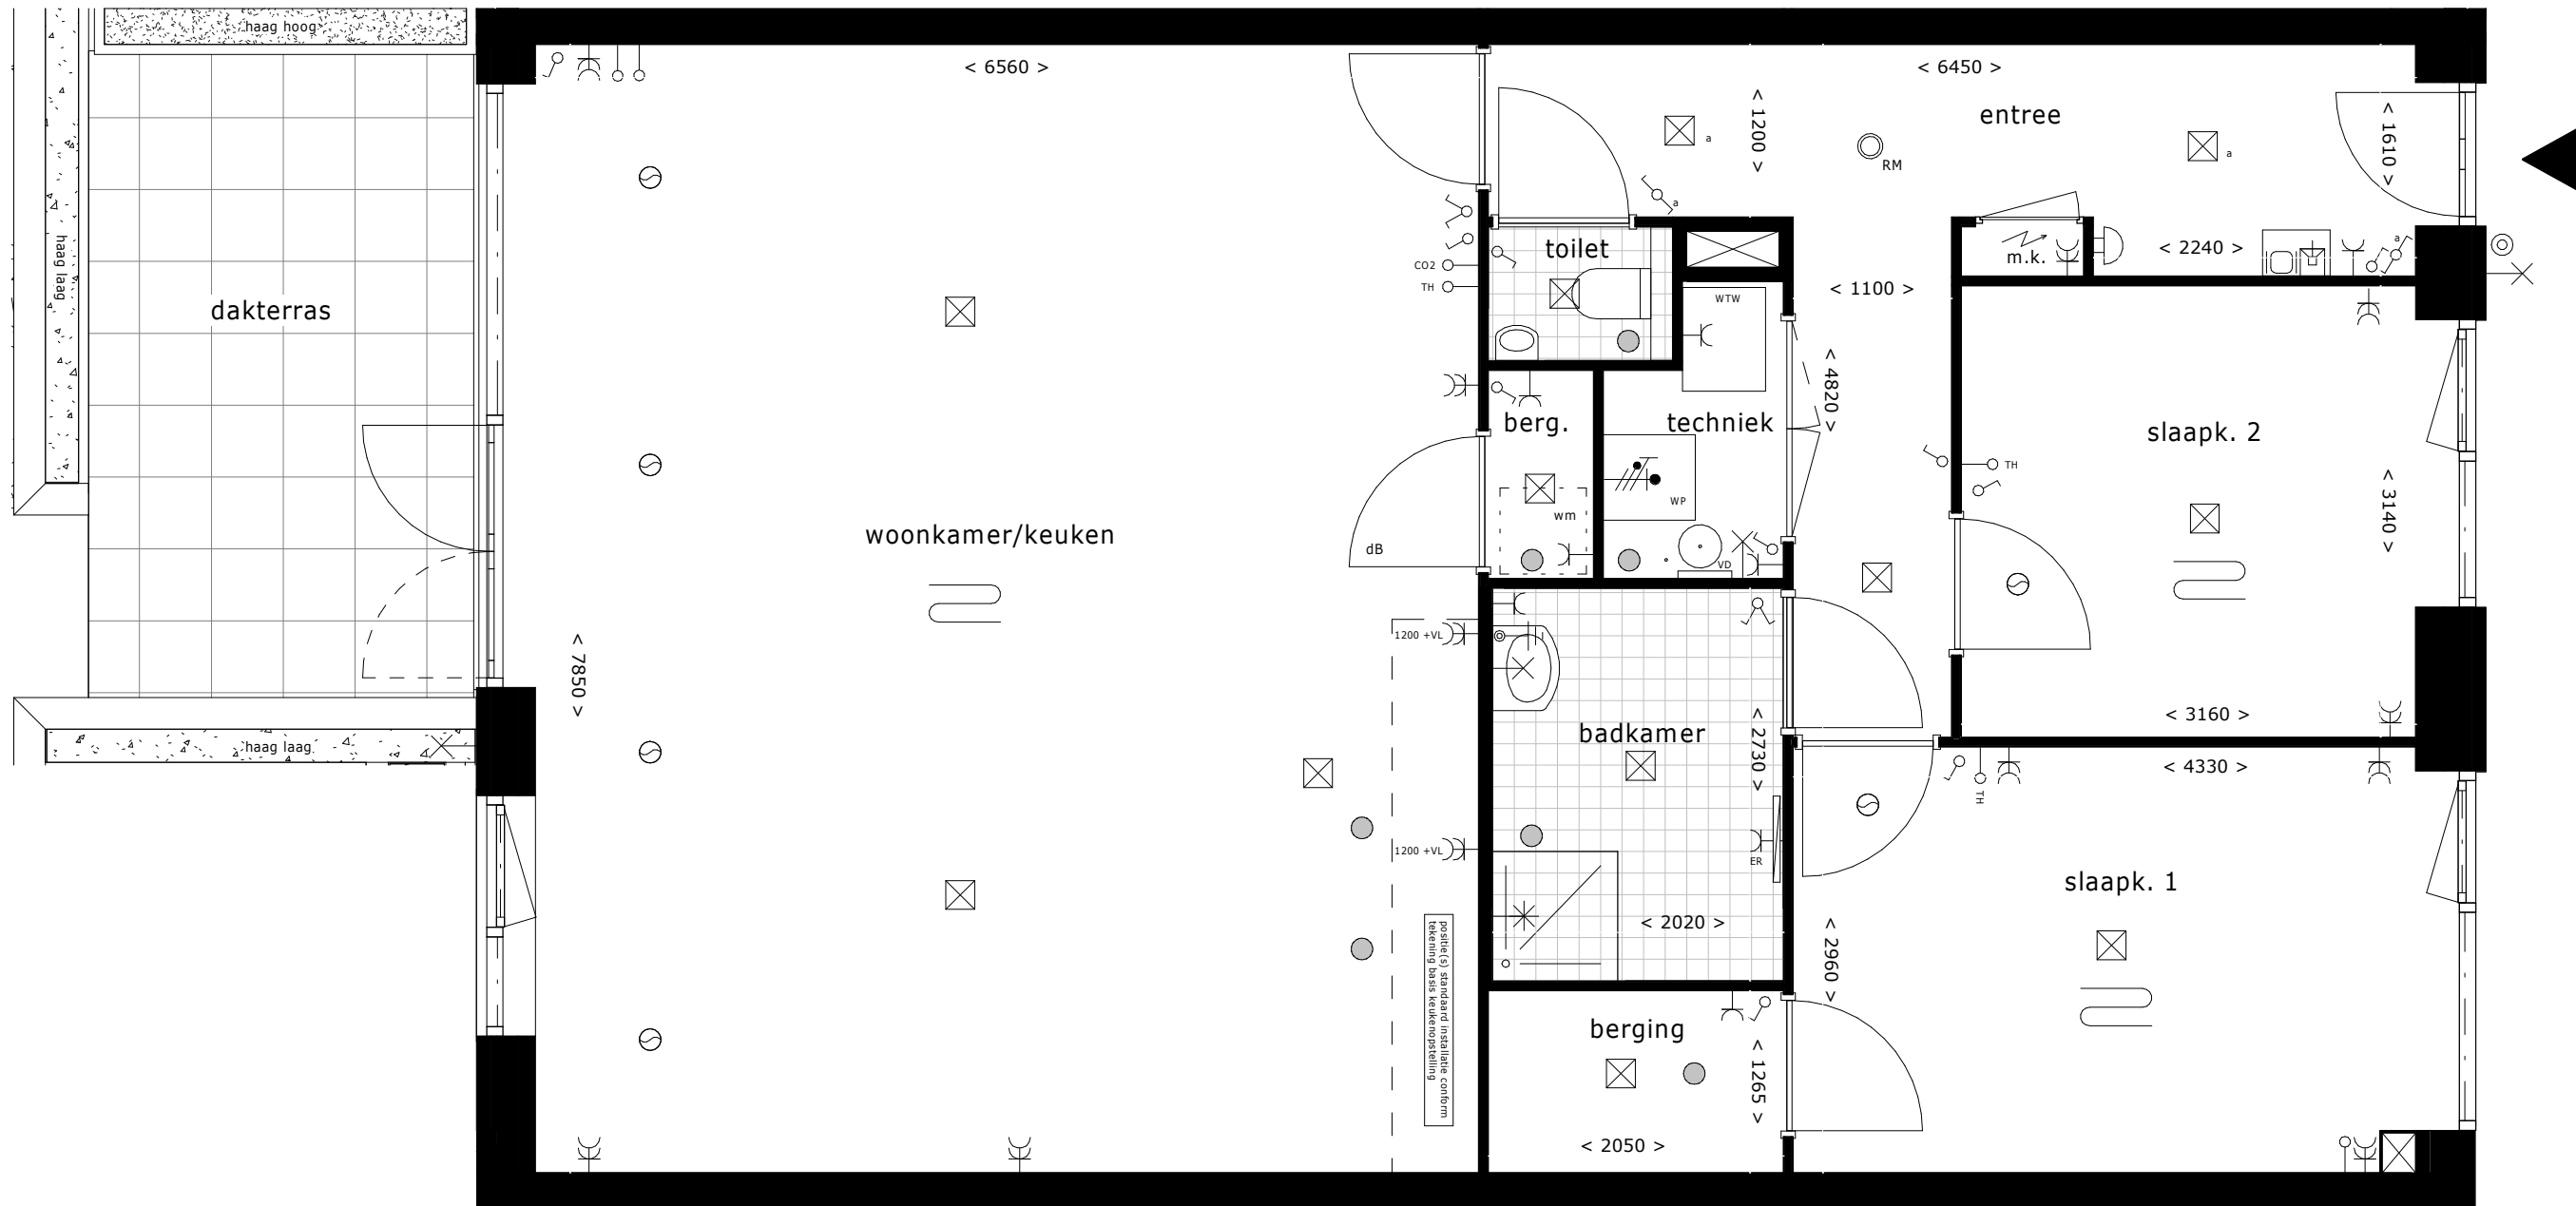 haag hoog
< 6560 >
< 6450 >
entree
< 1200 >
< 1610 >
a
a
RM
a
haag laag
dakterras
toilet
CO2
TH
m.k.
< 2240 >
a
< 1100 >
WTW
< 4820 >
berg.
techniek
slaapk. 2
TH
WP
wm
VD
< 3140 >
woonkamer/keuken
dB
< 7850 >
1200 +VL
badkamer
< 2730 >
< 3160 >
haag laag
< 4330 >
TH
1200 +VL
ER
slaapk. 1
< 2020 >
< 2960 >
positie(s) standaard installatie conform
tekening basis keukenopstelling
berging
< 1265 >
< 2050 >